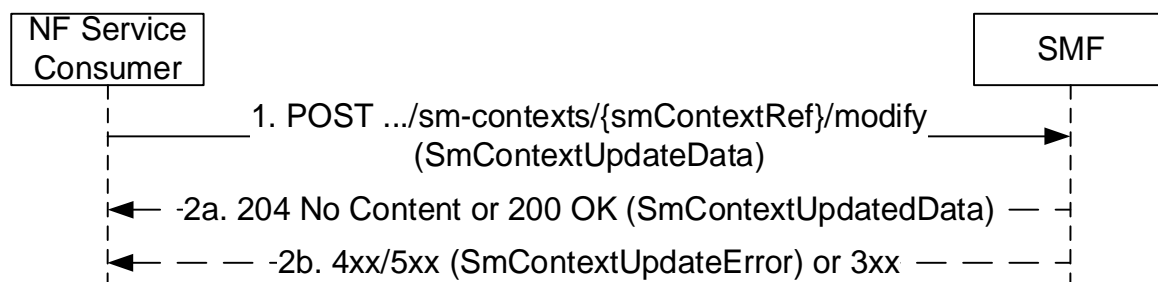 NF Service
Consumer
SMF
1. POST .../sm-contexts/{smContextRef}/modify
(SmContextUpdateData)
2a. 204 No Content or 200 OK (SmContextUpdatedData)
2b. 4xx/5xx (SmContextUpdateError) or 3xx